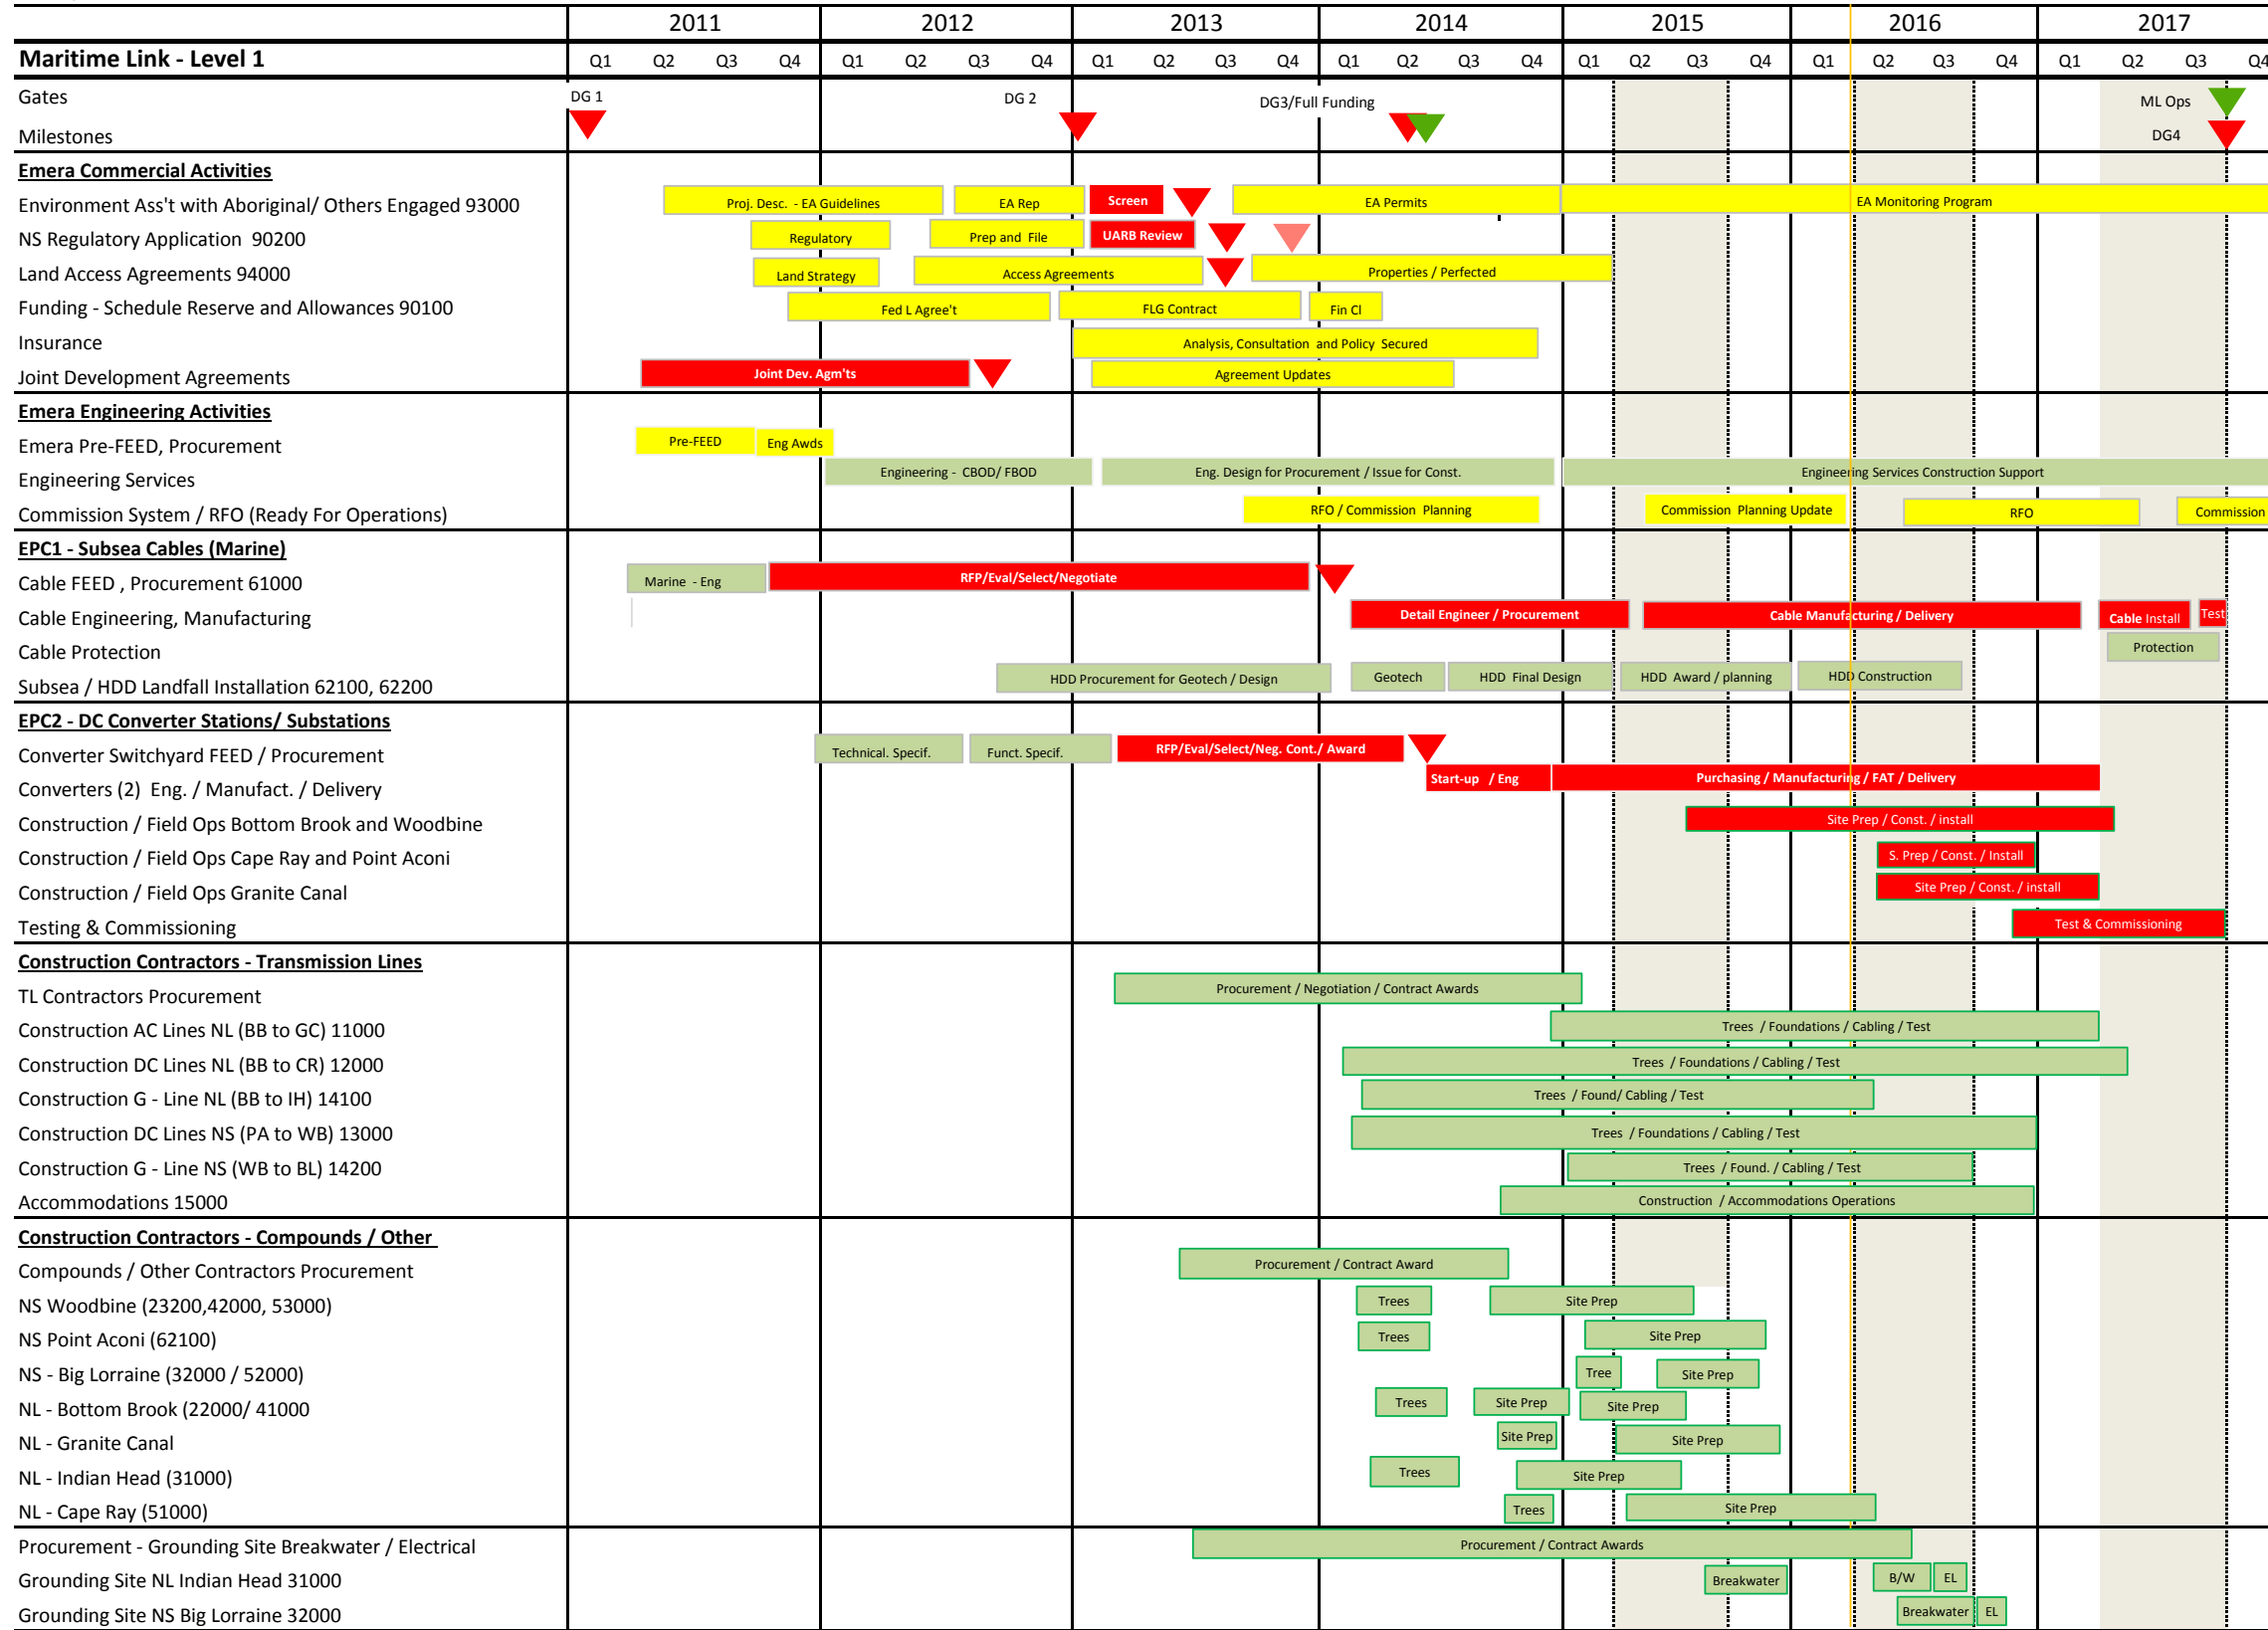 2011 2012 2013 2014 2015 2016 2017
Maritime Link - Level 1 Q1 Q2 Q3 Q4 Q1 Q2 Q3 Q4 Q1 Q2 Q3 Q4 Q1 Q2 Q3 Q4 Q1 Q2 Q3 Q4 Q1 Q2 Q3 Q4 Q1 Q2 Q3 Q4
Gates DG 1 DG 2 DG3/Full Funding ML Ops
Milestones DG4
Emera Commercial Activities
Environment Ass't with Aboriginal/ Others Engaged 93000 Proj. Desc. - EA Guidelines EA Rep Screen EA Permits EA Monitoring Program
NS Regulatory Application 90200 Regulatory Prep and File UARB Review
Land Access Agreements 94000 Land Strategy Access Agreements Properties / Perfected
Funding - Schedule Reserve and Allowances 90100 Fed L Agree't FLG Contract Fin Cl
Insurance Analysis, Consultation and Policy Secured
Joint Development Agreements Joint Dev. Agm'ts Agreement Updates
Emera Engineering Activities
Emera Pre-FEED, Procurement Pre-FEED Eng Awds
Engineering Services Engineering - CBOD/ FBOD Eng. Design for Procurement / Issue for Const. Engineering Services Construction Support
Commission System / RFO (Ready For Operations) RFO / Commission Planning Commission Planning Update RFO Commission
EPC1 - Subsea Cables (Marine)
Cable FEED , Procurement 61000 Marine - Eng RFP/Eval/Select/Negotiate
Cable Engineering, Manufacturing Detail Engineer / Procurement Cable Manufacturing / Delivery Cable Install Test
Cable Protection Protection
Subsea / HDD Landfall Installation 62100, 62200 HDD Procurement for Geotech / Design Geotech HDD Final Design HDD Award / planning HDD Construction
EPC2 - DC Converter Stations/ Substations
Converter Switchyard FEED / Procurement Technical. Specif. Funct. Specif. RFP/Eval/Select/Neg. Cont./ Award
Converters (2) Eng. / Manufact. / Delivery Start-up / Eng Purchasing / Manufacturing / FAT / Delivery
Construction / Field Ops Bottom Brook and Woodbine Site Prep / Const. / install
Construction / Field Ops Cape Ray and Point Aconi S. Prep / Const. / Install
Construction / Field Ops Granite Canal Site Prep / Const. / install
Testing & Commissioning Test & Commissioning
Construction Contractors - Transmission Lines
TL Contractors Procurement Procurement / Negotiation / Contract Awards
Construction AC Lines NL (BB to GC) 11000 Trees / Foundations / Cabling / Test
Construction DC Lines NL (BB to CR) 12000 Trees / Foundations / Cabling / Test
Construction G - Line NL (BB to IH) 14100 Trees / Found/ Cabling / Test
Construction DC Lines NS (PA to WB) 13000 Trees / Foundations / Cabling / Test
Construction G - Line NS (WB to BL) 14200 Trees / Found. / Cabling / Test
Accommodations 15000 Construction / Accommodations Operations
Construction Contractors - Compounds / Other
Compounds / Other Contractors Procurement Procurement / Contract Award
NS Woodbine (23200,42000, 53000) Trees Site Prep
NS Point Aconi (62100) Trees Site Prep
NS - Big Lorraine (32000 / 52000) Tree Site Prep
NL - Bottom Brook (22000/ 41000 Trees Site Prep Site Prep
NL - Granite Canal Site Prep Site Prep
NL - Indian Head (31000) Trees Site Prep
NL - Cape Ray (51000) Trees Site Prep
Procurement - Grounding Site Breakwater / Electrical Procurement / Contract Awards
Grounding Site NL Indian Head 31000 Breakwater B/W EL
Grounding Site NS Big Lorraine 32000 Breakwater EL